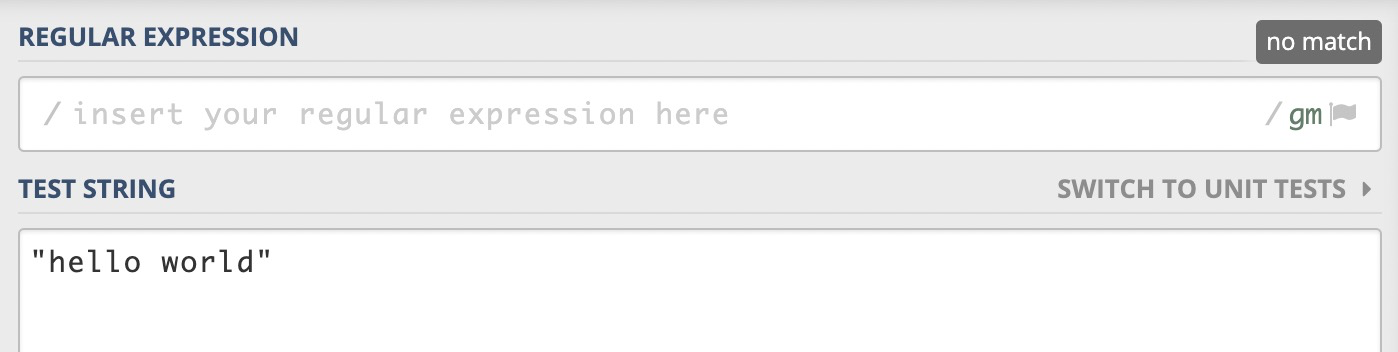 REGULAR EXPRESSION
no match
/ insert your regular expression here / gm
TEST STRING
SWITCH TO UNIT TESTS
"hello world"